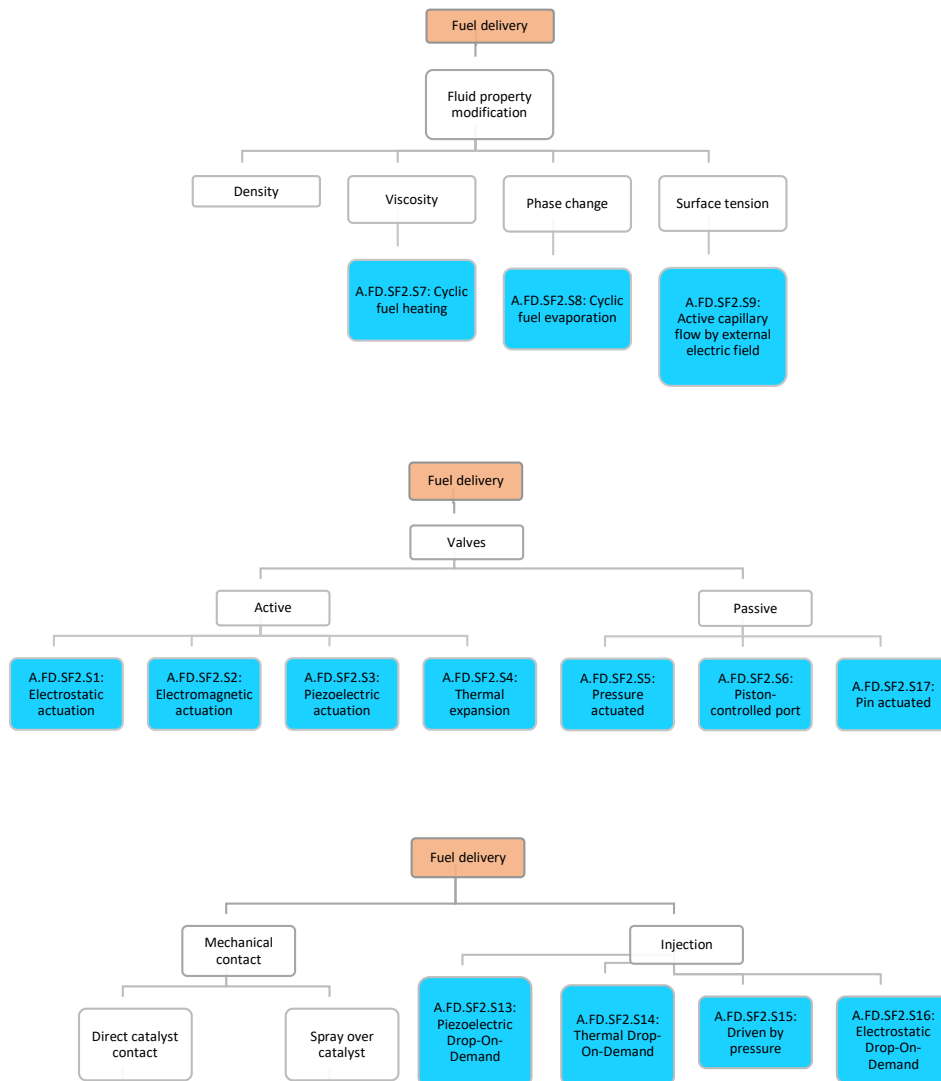 Fuel delivery
Fluid property
modification
Density
Viscosity
Phase change
Surface tension
A.FD.SF2.S7: Cyclic
fuel heating
A.FD.SF2.S8: Cyclic
fuel evaporation
A.FD.SF2.S9:
Active capillary
flow by external
electric field
Fuel delivery
Valves
Active
Passive
A.FD.SF2.S1:
Electrostatic
actuation
A.FD.SF2.S2:
Electromagnetic
actuation
A.FD.SF2.S3:
Piezoelectric
actuation
A.FD.SF2.S4:
Thermal
expansion
A.FD.SF2.S5:
Pressure
actuated
A.FD.SF2.S6:
Piston-
controlled port
A.FD.SF2.S17:
Pin actuated
Fuel delivery
Mechanical
contact
Injection
Direct catalyst
contact
Spray over
catalyst
A.FD.SF2.S13:
Piezoelectric
Drop-On-
Demand
A.FD.SF2.S14:
Thermal Drop-
On-Demand
A.FD.SF2.S15:
Driven by
pressure
A.FD.SF2.S16:
Electrostatic
Drop-On-
Demand